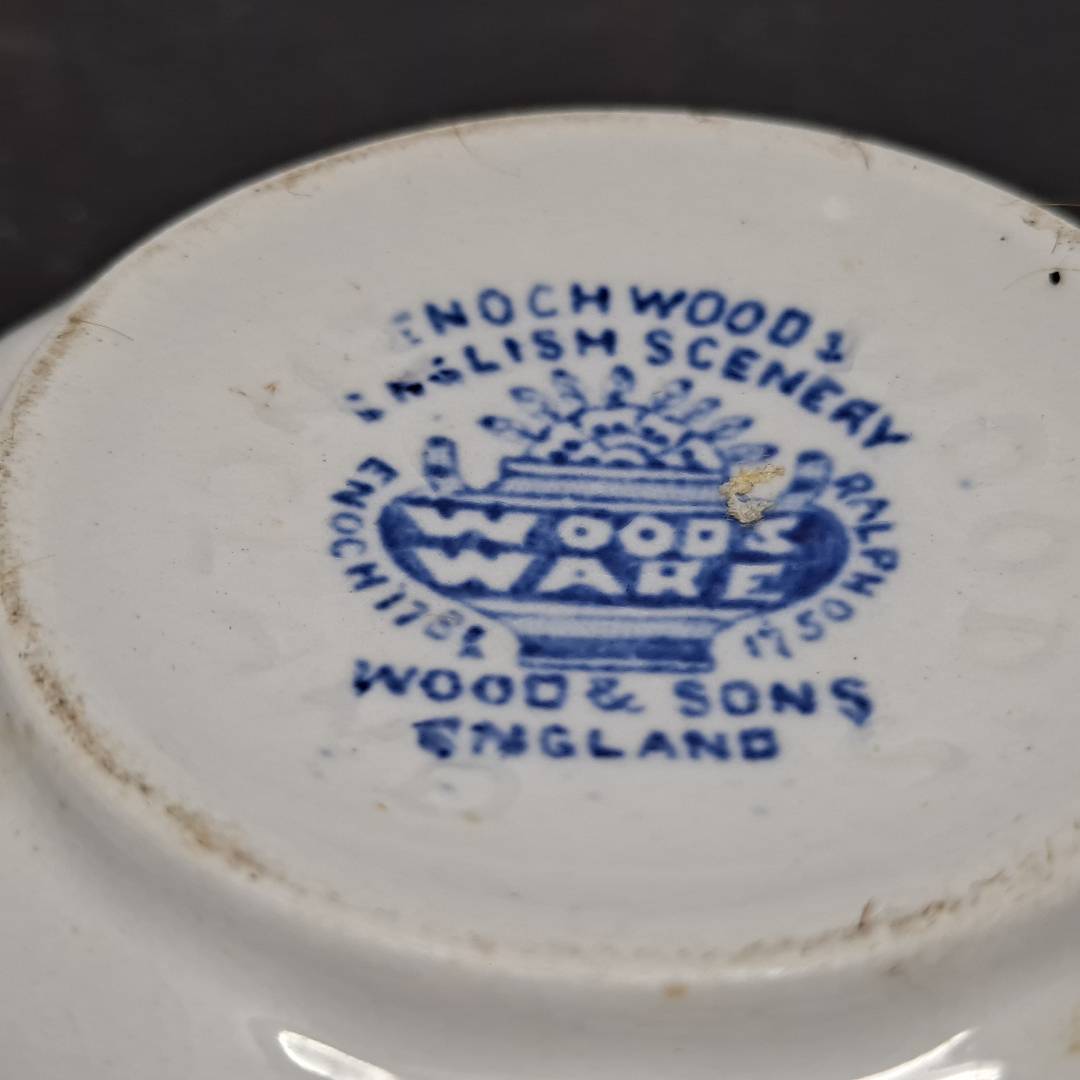 ENOCH WOOD'S
ENGLISH SCENERY
ENOCH 1784
RALPH 1750
WOOD'S
WARE
WOOD & SONS
ENGLAND